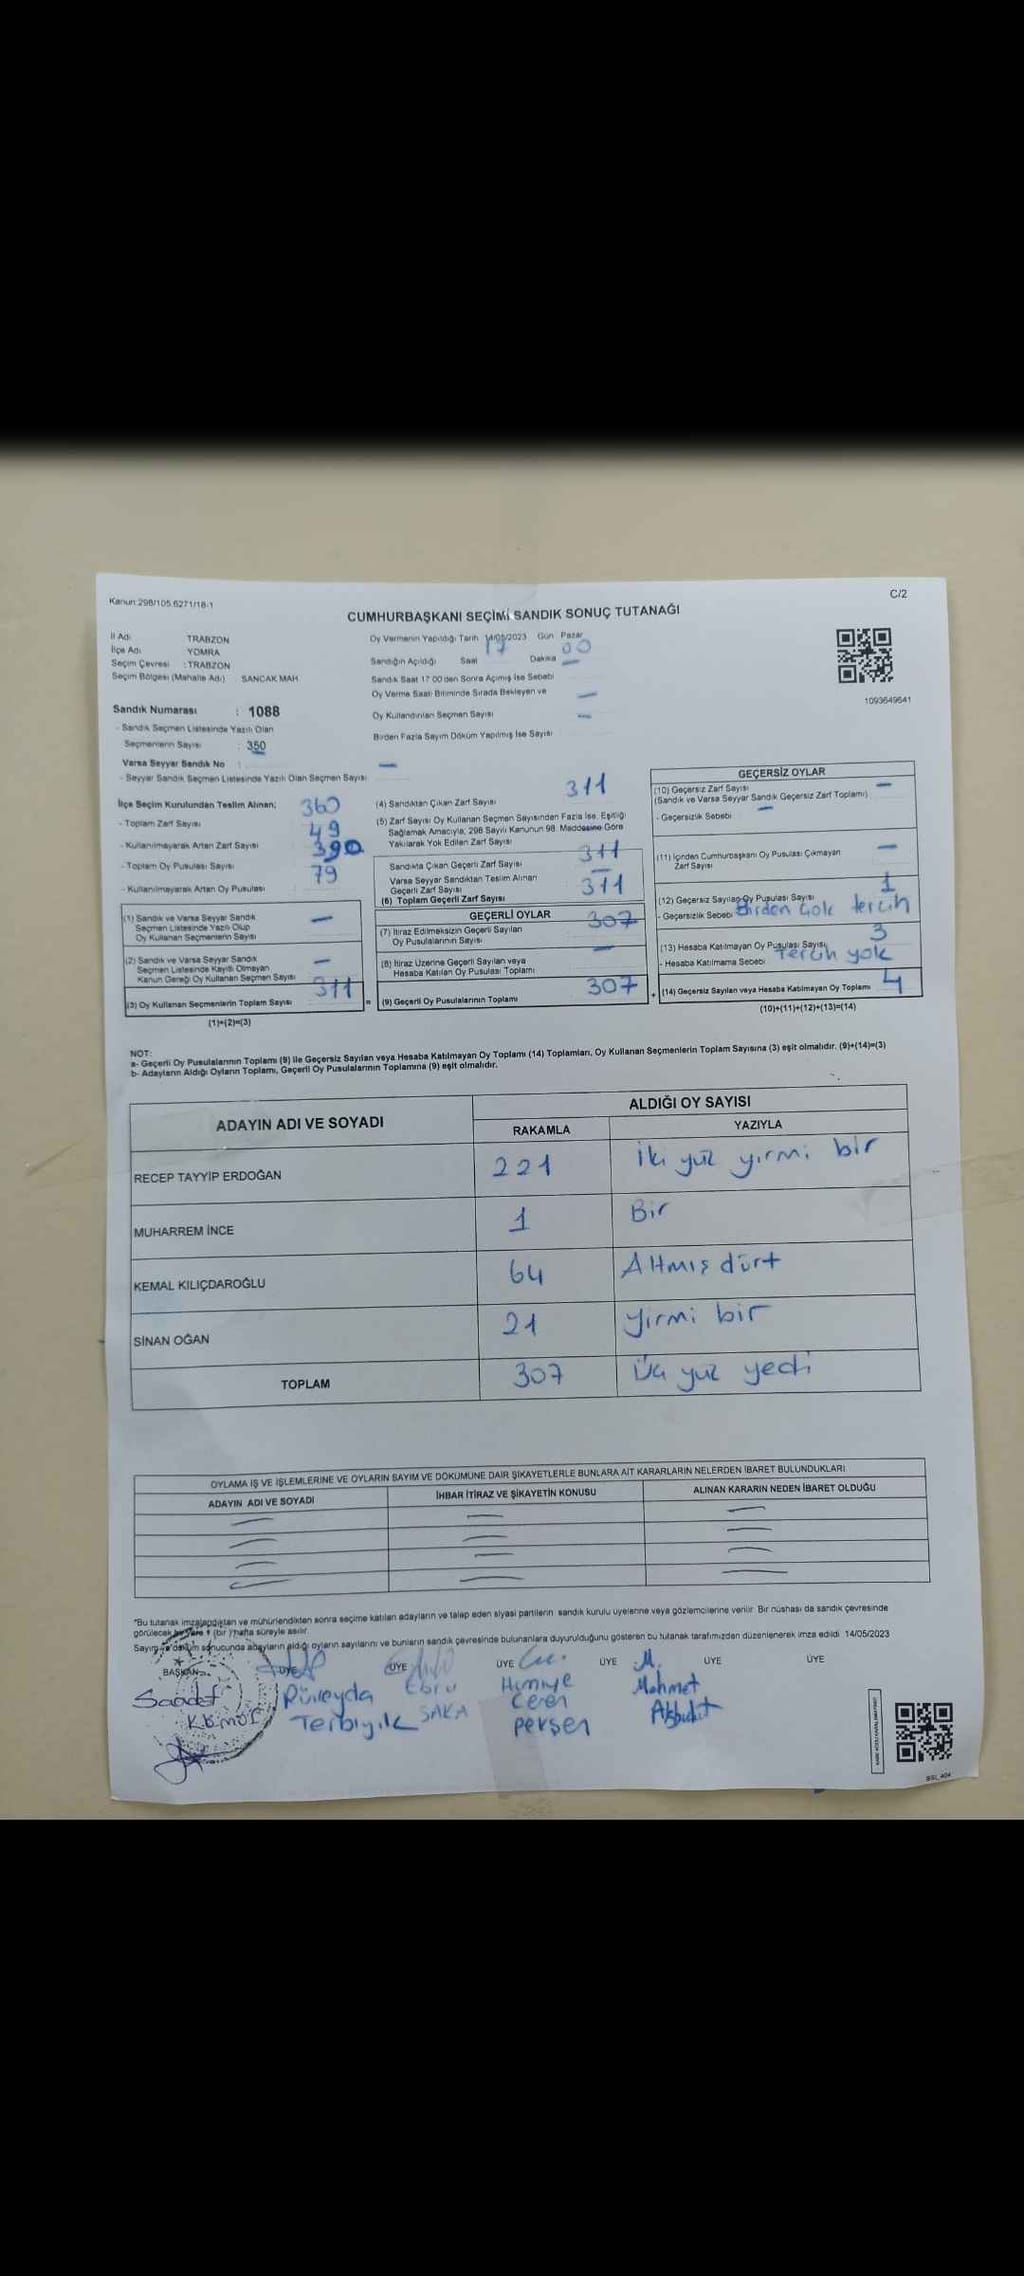 Kanun:298/105.6271/18-1
C/2
CUMHURBAŞKANI SEÇİMİ SANDIK SONUÇ TUTANAĞI
İl Adı TRABZON
İlçe Adı YOMRA
Seçim Çevresi : TRABZON
Seçim Bölgesi (Mahalle Adı) SANCAK MAH.
Sandık Numarası : 1088
- Sandık Seçmen Listesinde Yazılı Olan
Seçmenlerin Sayısı : 350
Varsa Seyyar Sandık No : —
- Seyyar Sandık Seçmen Listesinde Yazılı Olan Seçmen Sayısı
Oy Vermenin Yapıldığı Tarih 14/05/2023 Gün Pazar
Sandığın Açıldığı Saat 17 Dakika 00
Sandık Saat 17.00'den Sonra Açılmış İse Sebebi —
Oy Verme Saati Bitiminde Sırada Bekleyen ve
Oy Kullandırılan Seçmen Sayısı —
Birden Fazla Sayım Döküm Yapılmış İse Sayısı —
1093649641
İlçe Seçim Kurulundan Teslim Alınan;
- Toplam Zarf Sayısı 360
- Kullanılmayarak Artan Zarf Sayısı 49
- Toplam Oy Pusulası Sayısı 390
- Kullanılmayarak Artan Oy Pusulası 79
(1) Sandık ve Varsa Seyyar Sandık
Seçmen Listesinde Yazılı Olup
Oy Kullanan Seçmenlerin Sayısı —
(2) Sandık ve Varsa Seyyar Sandık
Seçmen Listesinde Kayıtlı Olmayan
Kanun Gereği Oy Kullanan Seçmen Sayısı —
(3) Oy Kullanan Seçmenlerin Toplam Sayısı 311
(1)+(2)=(3)
(4) Sandıktan Çıkan Zarf Sayısı 311
(5) Zarf Sayısı Oy Kullanan Seçmen Sayısından Fazla İse, Eşitliği
Sağlamak Amacıyla, 298 Sayılı Kanunun 98. Maddesine Göre
Yakılarak Yok Edilen Zarf Sayısı
Sandıkta Çıkan Geçerli Zarf Sayısı 311
Varsa Seyyar Sandıktan Teslim Alınan
Geçerli Zarf Sayısı —
(6) Toplam Geçerli Zarf Sayısı 311
GEÇERLİ OYLAR
(7) İtiraz Edilmeksizin Geçerli Sayılan
Oy Pusulalarının Sayısı 307
(8) İtiraz Üzerine Geçerli Sayılan veya
Hesaba Katılan Oy Pusulası Toplamı —
= (9) Geçerli Oy Pusulalarının Toplamı 307
GEÇERSİZ OYLAR
(10) Geçersiz Zarf Sayısı —
(Sandık ve Varsa Seyyar Sandık Geçersiz Zarf Toplamı)
- Geçersizlik Sebebi —
(11) İçinden Cumhurbaşkanı Oy Pusulası Çıkmayan
Zarf Sayısı —
(12) Geçersiz Sayılan Oy Pusulası Sayısı 1
- Geçersizlik Sebebi Birden çok tercih
(13) Hesaba Katılmayan Oy Pusulası Sayısı 3
- Hesaba Katılmama Sebebi Tercih yok
+ (14) Geçersiz Sayılan veya Hesaba Katılmayan Oy Toplamı 4
(10)+(11)+(12)+(13)=(14)
NOT:
a- Geçerli Oy Pusulalarının Toplamı (9) ile Geçersiz Sayılan veya Hesaba Katılmayan Oy Toplamı (14) Toplamları, Oy Kullanan Seçmenlerin Toplam Sayısına (3) eşit olmalıdır. (9)+(14)=(3)
b- Adayların Aldığı Oyların Toplamı, Geçerli Oy Pusulalarının Toplamına (9) eşit olmalıdır.
ADAYIN ADI VE SOYADI ALDIĞI OY SAYISI
RAKAMLA YAZIYLA
RECEP TAYYİP ERDOĞAN 221 iki yüz yirmi bir
MUHARREM İNCE 1 Bir
KEMAL KILIÇDAROĞLU 64 Altmış dört
SİNAN OĞAN 21 yirmi bir
TOPLAM 307 Üç yüz yedi
OYLAMA İŞ VE İŞLEMLERİNE VE OYLARIN SAYIM VE DÖKÜMÜNE DAİR ŞİKAYETLERLE BUNLARA AİT KARARLARIN NELERDEN İBARET BULUNDUKLARI
ADAYIN ADI VE SOYADI İHBAR İTİRAZ VE ŞİKAYETİN KONUSU ALINAN KARARIN NEDEN İBARET OLDUĞU
*Bu tutanak imzalandıktan ve mühürlendikten sonra seçime katılan adayların ve talep eden siyasi partilerin sandık kurulu üyelerine veya gözlemcilerine verilir. Bir nüshası da sandık çevresinde
görülecek bir yere 1 (bir) hafta süreyle asılır.
Sayım ve döküm sonucunda adayların aldığı oyların sayılarını ve bunların sandık çevresinde bulunanlara duyurulduğunu gösteren bu tutanak tarafımızdan düzenlenerek imza edildi. 14/05/2023
BAŞKAN ÜYE ÜYE ÜYE ÜYE ÜYE ÜYE
Saadet Rüveyda Ebru Mahmet
Kömür Terbiyik SAKA Ceren
Pekşen